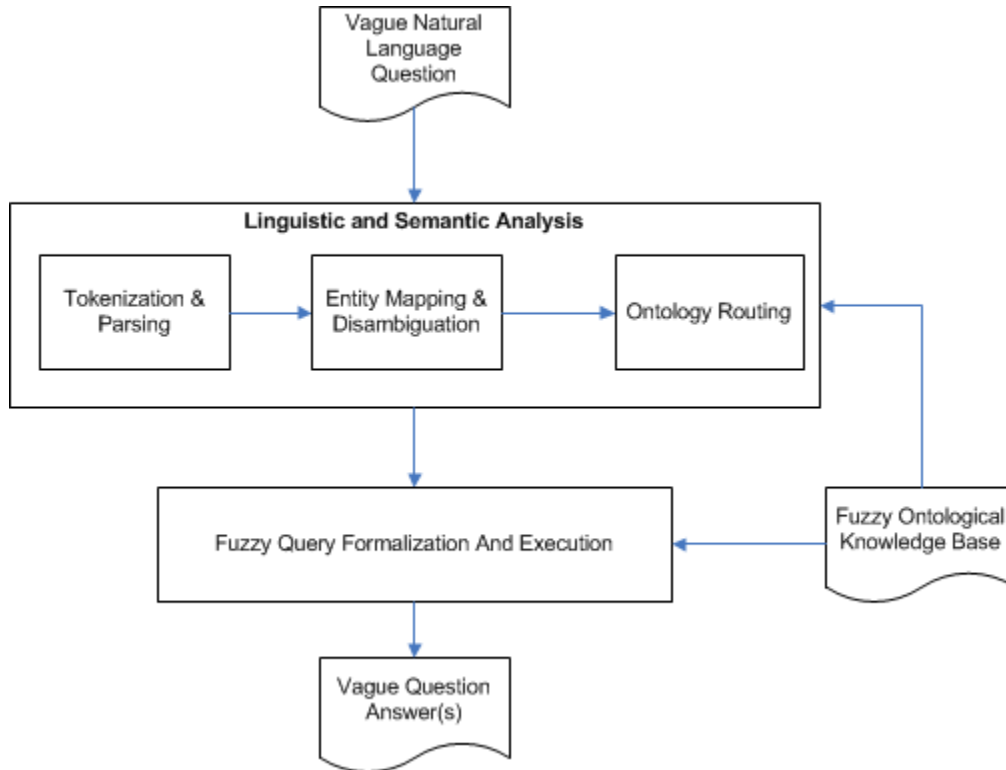 Vague Natural
Language
Question
Linguistic and Semantic Analysis
Tokenization &
Parsing
Entity Mapping &
Disambiguation
Ontology Routing
Fuzzy Query Formalization And Execution
Fuzzy Ontological
Knowledge Base
Vague Question
Answer(s)